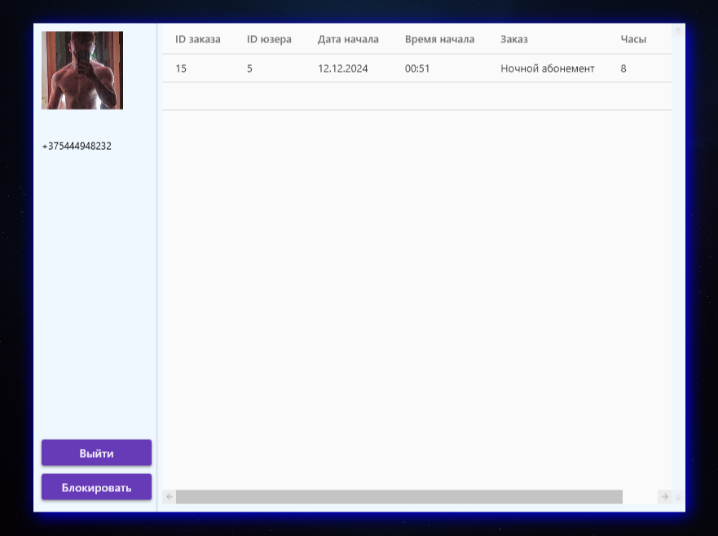 ID заказа ID юзера Дата начала Время начала Заказ Часы
15 5 12.12.2024 00:51 Ночной абонемент 8
+375444948232
Выйти
Блокировать